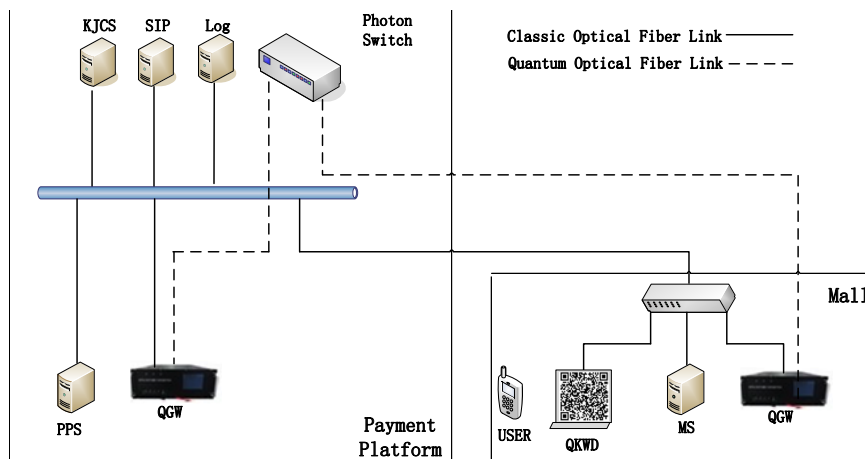 KJCS
SIP
Log
Photon
Switch
Classic Optical Fiber Link
Quantum Optical Fiber Link
Mall
PPS
QGW
Payment
Platform
USER
QKWD
MS
QGW